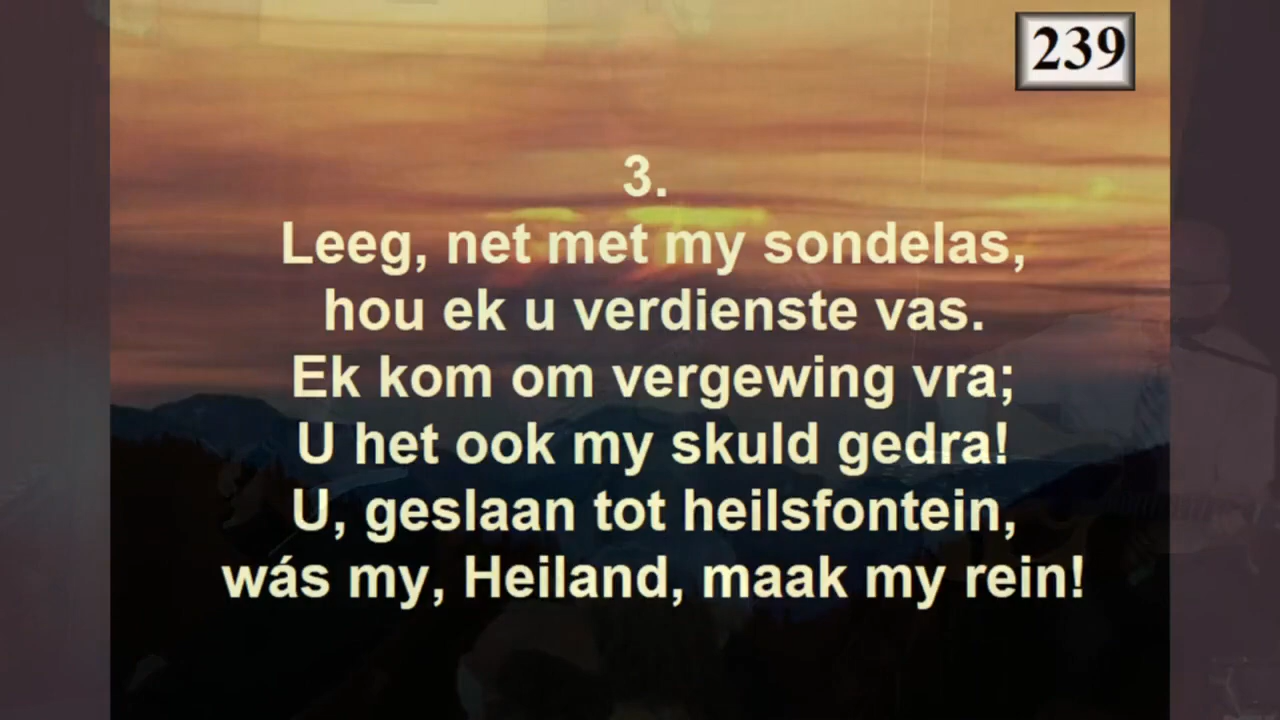 239
3.
Leeg, net met my sondelas,
hou ek u verdienste vas.
Ek kom om vergewing vra;
U het ook my skuld gedra!
U, geslaan tot heilsfontein,
wás my, Heiland, maak my rein!